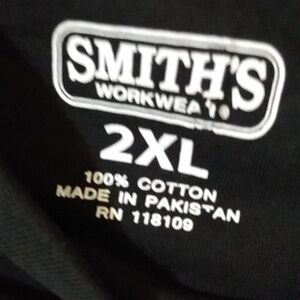 SMITH'S
WORKWEAR
2XL
100% COTTON
MADE IN PAKISTAN
RN 118109